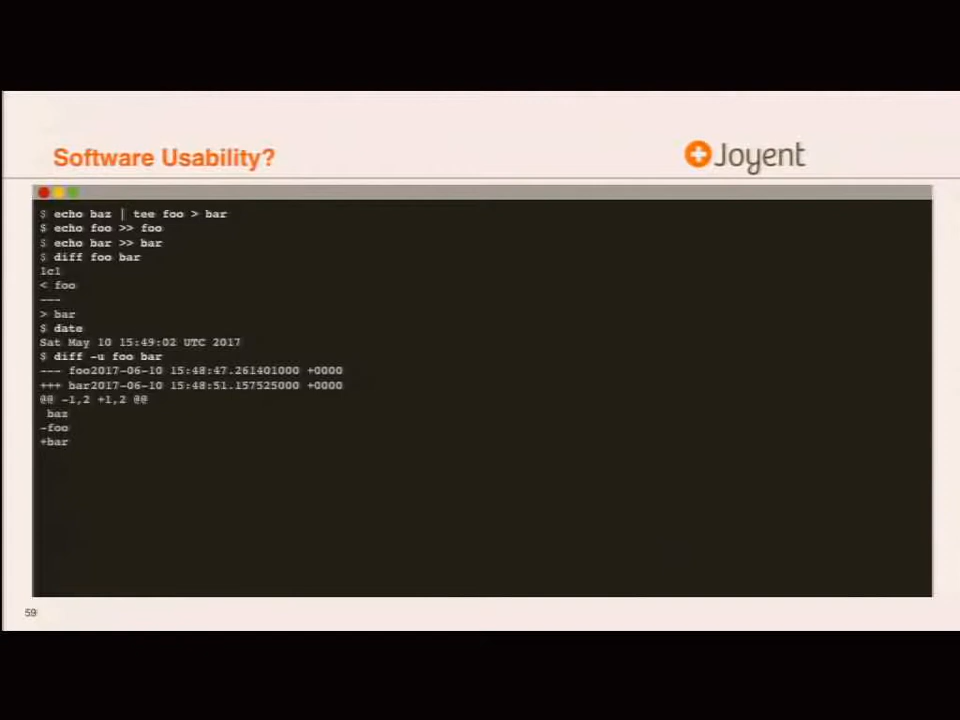 Software Usability?
Joyent
$ echo baz | tee foo > bar
$ echo foo >> foo
$ echo bar >> bar
$ diff foo bar
1c1
< foo
---
> bar
$ date
Sat May 10 15:49:02 UTC 2017
$ diff -u foo bar
--- foo2017-06-10 15:48:47.261401000 +0000
+++ bar2017-06-10 15:48:51.157525000 +0000
@@ -1,2 +1,2 @@
 baz
-foo
+bar
59